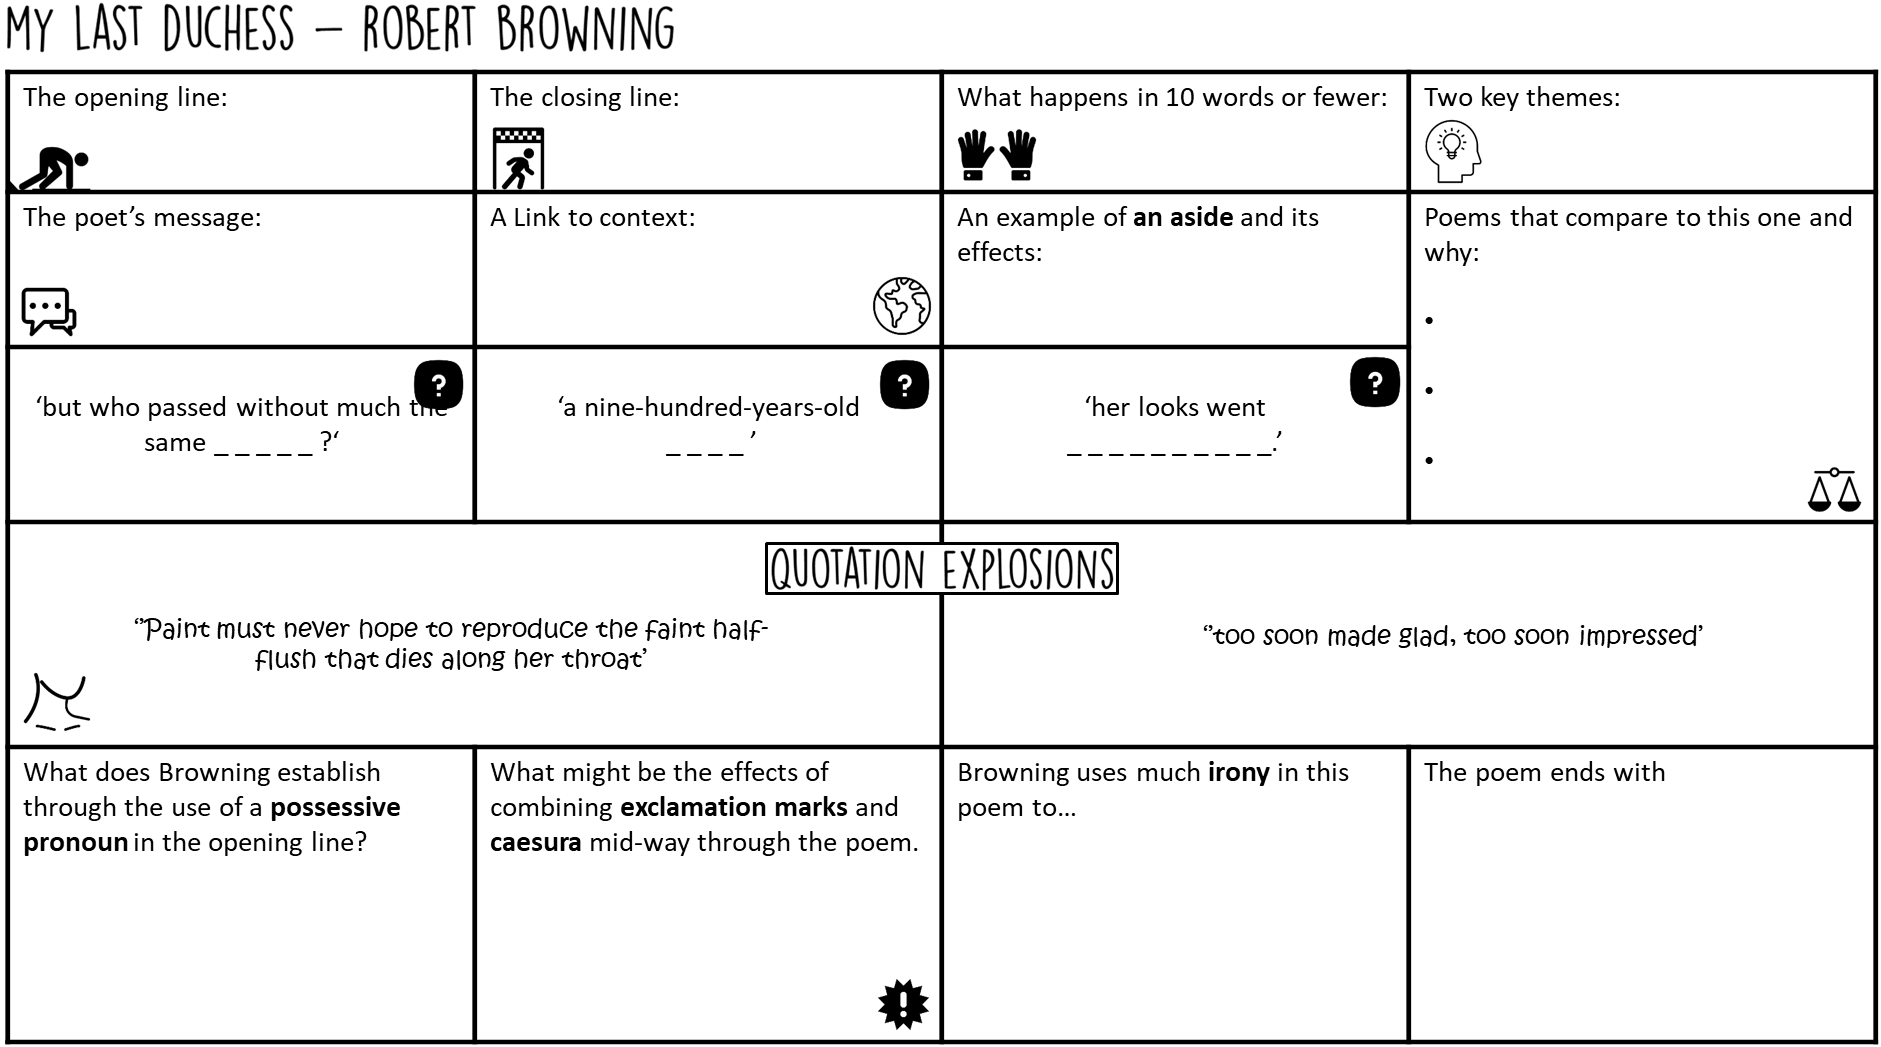 MY LAST DUCHESS – ROBERT BROWNING
The opening line:
The closing line:
What happens in 10 words or fewer:
Two key themes:
The poet’s message:
A Link to context:
An example of an aside and its
effects:
Poems that compare to this one and
why:
•
•
•
‘but who passed without much the
same _ _ _ _ _ ?‘
?
‘a nine-hundred-years-old
_ _ _ _ ’
?
‘her looks went
_ _ _ _ _ _ _ _ _ _.’
?
QUOTATION EXPLOSIONS
‘’Paint must never hope to reproduce the faint half-
flush that dies along her throat’
‘’too soon made glad, too soon impressed’
What does Browning establish
through the use of a possessive
pronoun in the opening line?
What might be the effects of
combining exclamation marks and
caesura mid-way through the poem.
!
Browning uses much irony in this
poem to…
The poem ends with